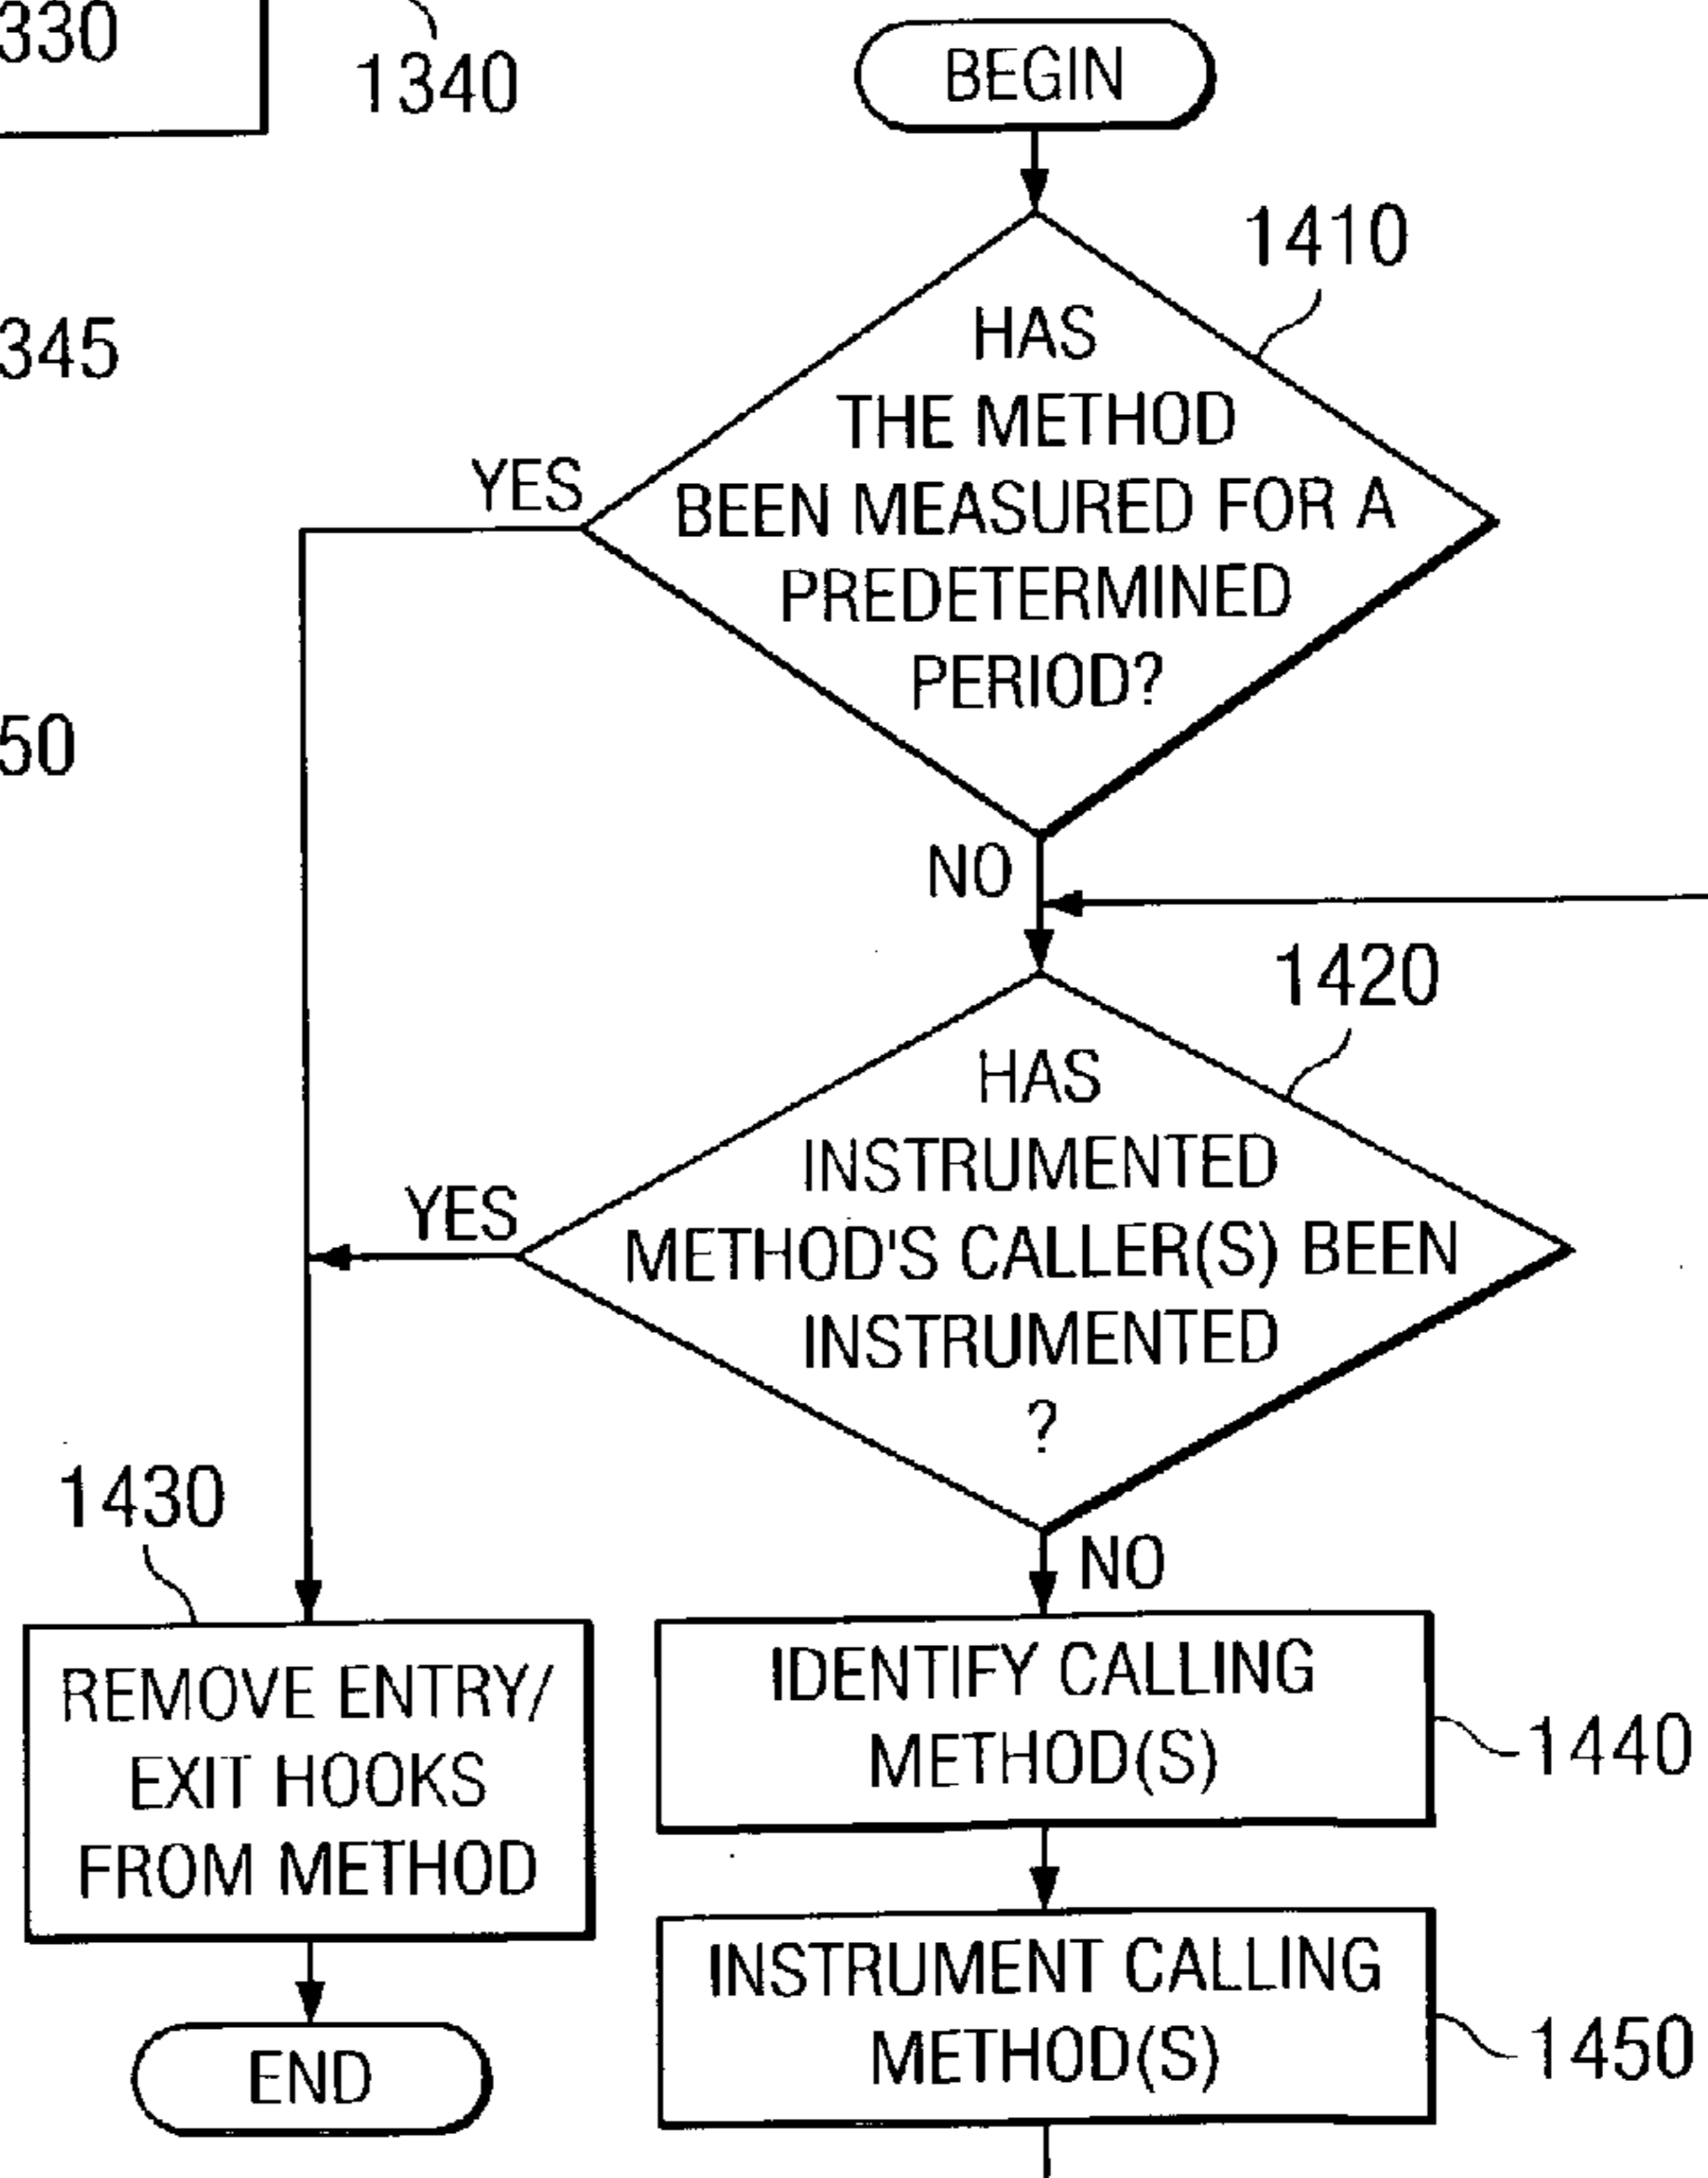 330
1340
345
50
BEGIN
1410
HAS
THE METHOD
BEEN MEASURED FOR A
PREDETERMINED
PERIOD?
YES
NO
1420
HAS
INSTRUMENTED
METHOD'S CALLER(S) BEEN
INSTRUMENTED
?
YES
NO
1430
REMOVE ENTRY/
EXIT HOOKS
FROM METHOD
END
IDENTIFY CALLING
METHOD(S)
1440
INSTRUMENT CALLING
METHOD(S)
1450